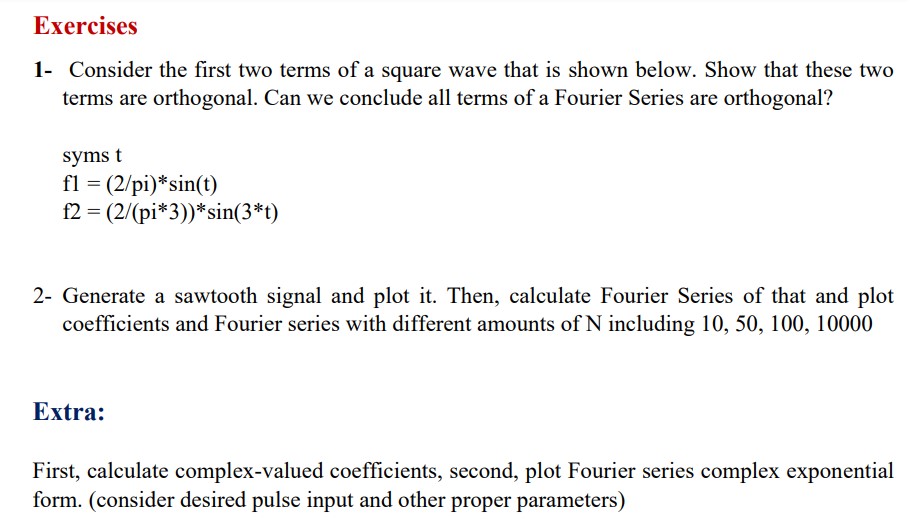 Exercises
1- Consider the first two terms of a square wave that is shown below. Show that these two
terms are orthogonal. Can we conclude all terms of a Fourier Series are orthogonal?
syms t
f1 = (2/pi)*sin(t)
f2 = (2/(pi*3))*sin(3*t)
2- Generate a sawtooth signal and plot it. Then, calculate Fourier Series of that and plot
coefficients and Fourier series with different amounts of N including 10, 50, 100, 10000
Extra:
First, calculate complex-valued coefficients, second, plot Fourier series complex exponential
form. (consider desired pulse input and other proper parameters)